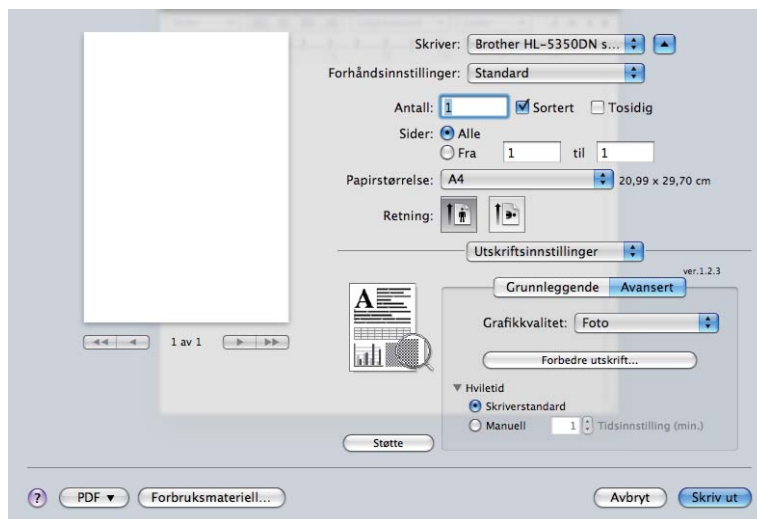 Skriver: Brother HL-5350DN s...
Forhåndsinnstillinger: Standard
Antall: 1 Sortert Tosidig
Sider: Alle
Fra 1 til 1
Papirstørrelse: A4 20,99 x 29,70 cm
Retning:
Utskriftsinnstillinger
ver.1.2.3
Grunnleggende Avansert
A
Grafikkvalitet: Foto
1 av 1
Forbedre utskrift...
Hviletid
Skriverstandard
Manuell 1 Tidsinnstilling (min.)
Støtte
? PDF Forbruksmateriell... Avbryt Skriv ut